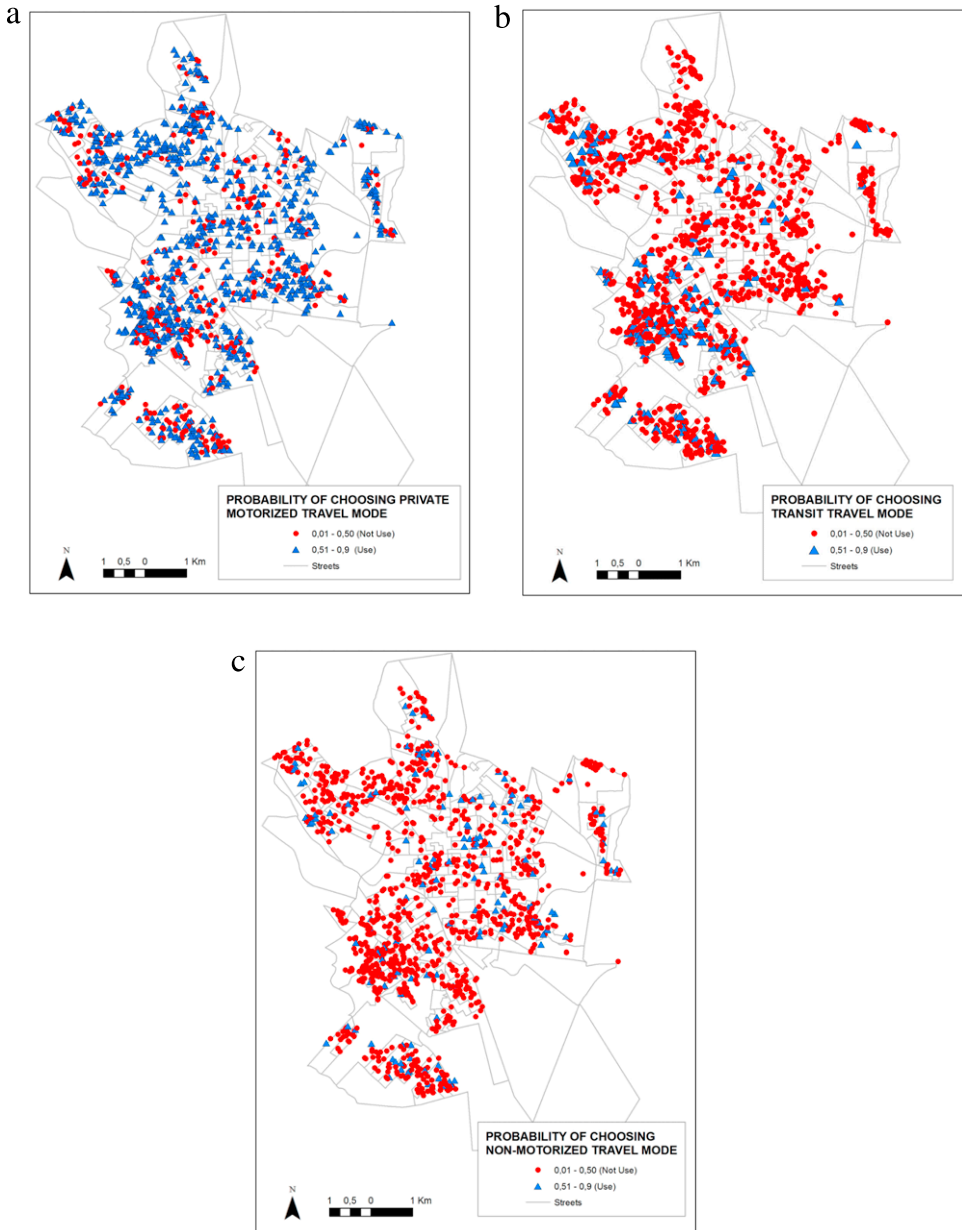 a
PROBABILITY OF CHOOSING PRIVATE
MOTORIZED TRAVEL MODE
0,01 - 0,50 (Not Use)
0,51 - 0,9 (Use)
Streets
N
1 0,5 0 1 Km
b
PROBABILITY OF CHOOSING
TRANSIT TRAVEL MODE
0,01 - 0,50 (Not Use)
0,51 - 0,9 (Use)
Streets
N
1 0,5 0 1 Km
c
PROBABILITY OF CHOOSING
NON-MOTORIZED TRAVEL MODE
0,01 - 0,50 (Not Use)
0,51 - 0,9 (Use)
Streets
N
1 0,5 0 1 Km